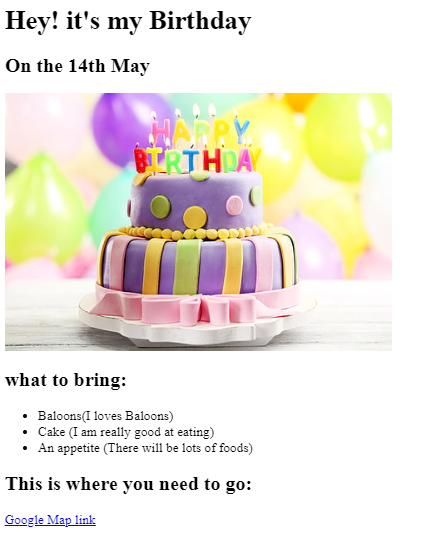 Hey! it's my Birthday
On the 14th May
HAPPY
BIRTHDAY
what to bring:
Baloons(I loves Baloons)
Cake (I am really good at eating)
An appetite (There will be lots of foods)
This is where you need to go:
Google Map link